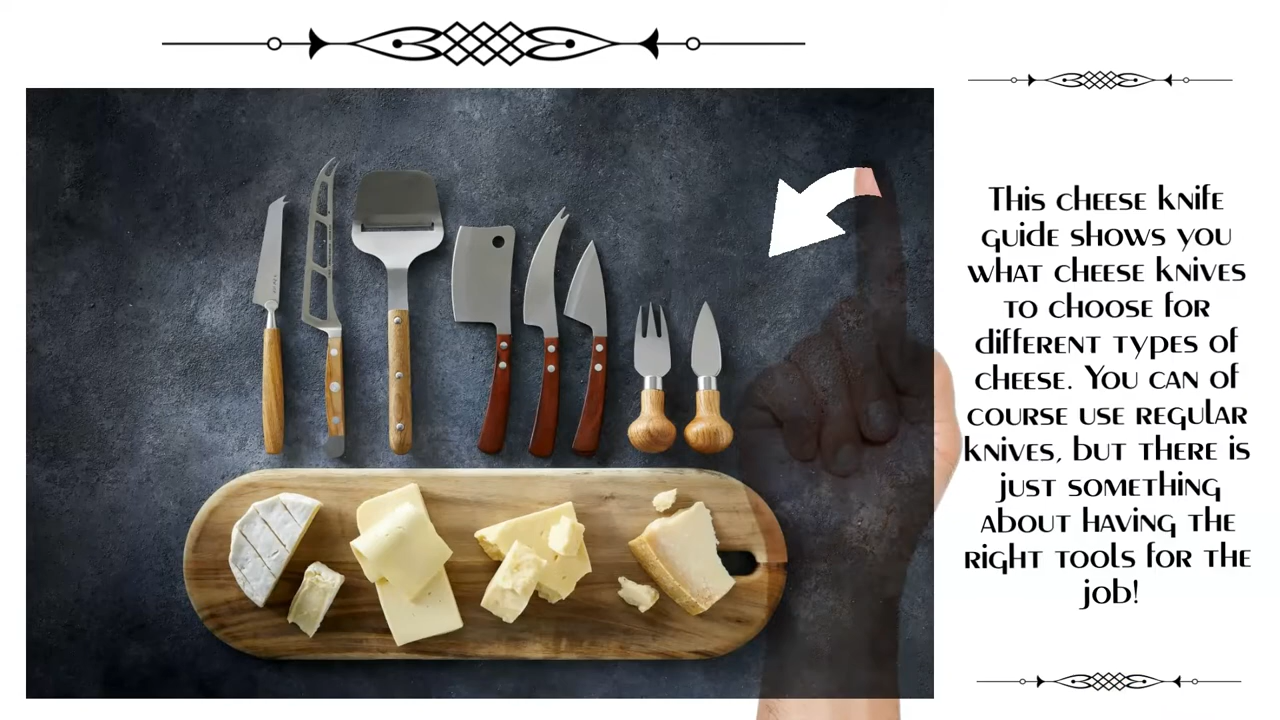 This cheese knife
guide shows you
what cheese knives
to choose for
different types of
cheese. You can of
course use regular
knives, but there is
just something
about having the
right tools for the
job!